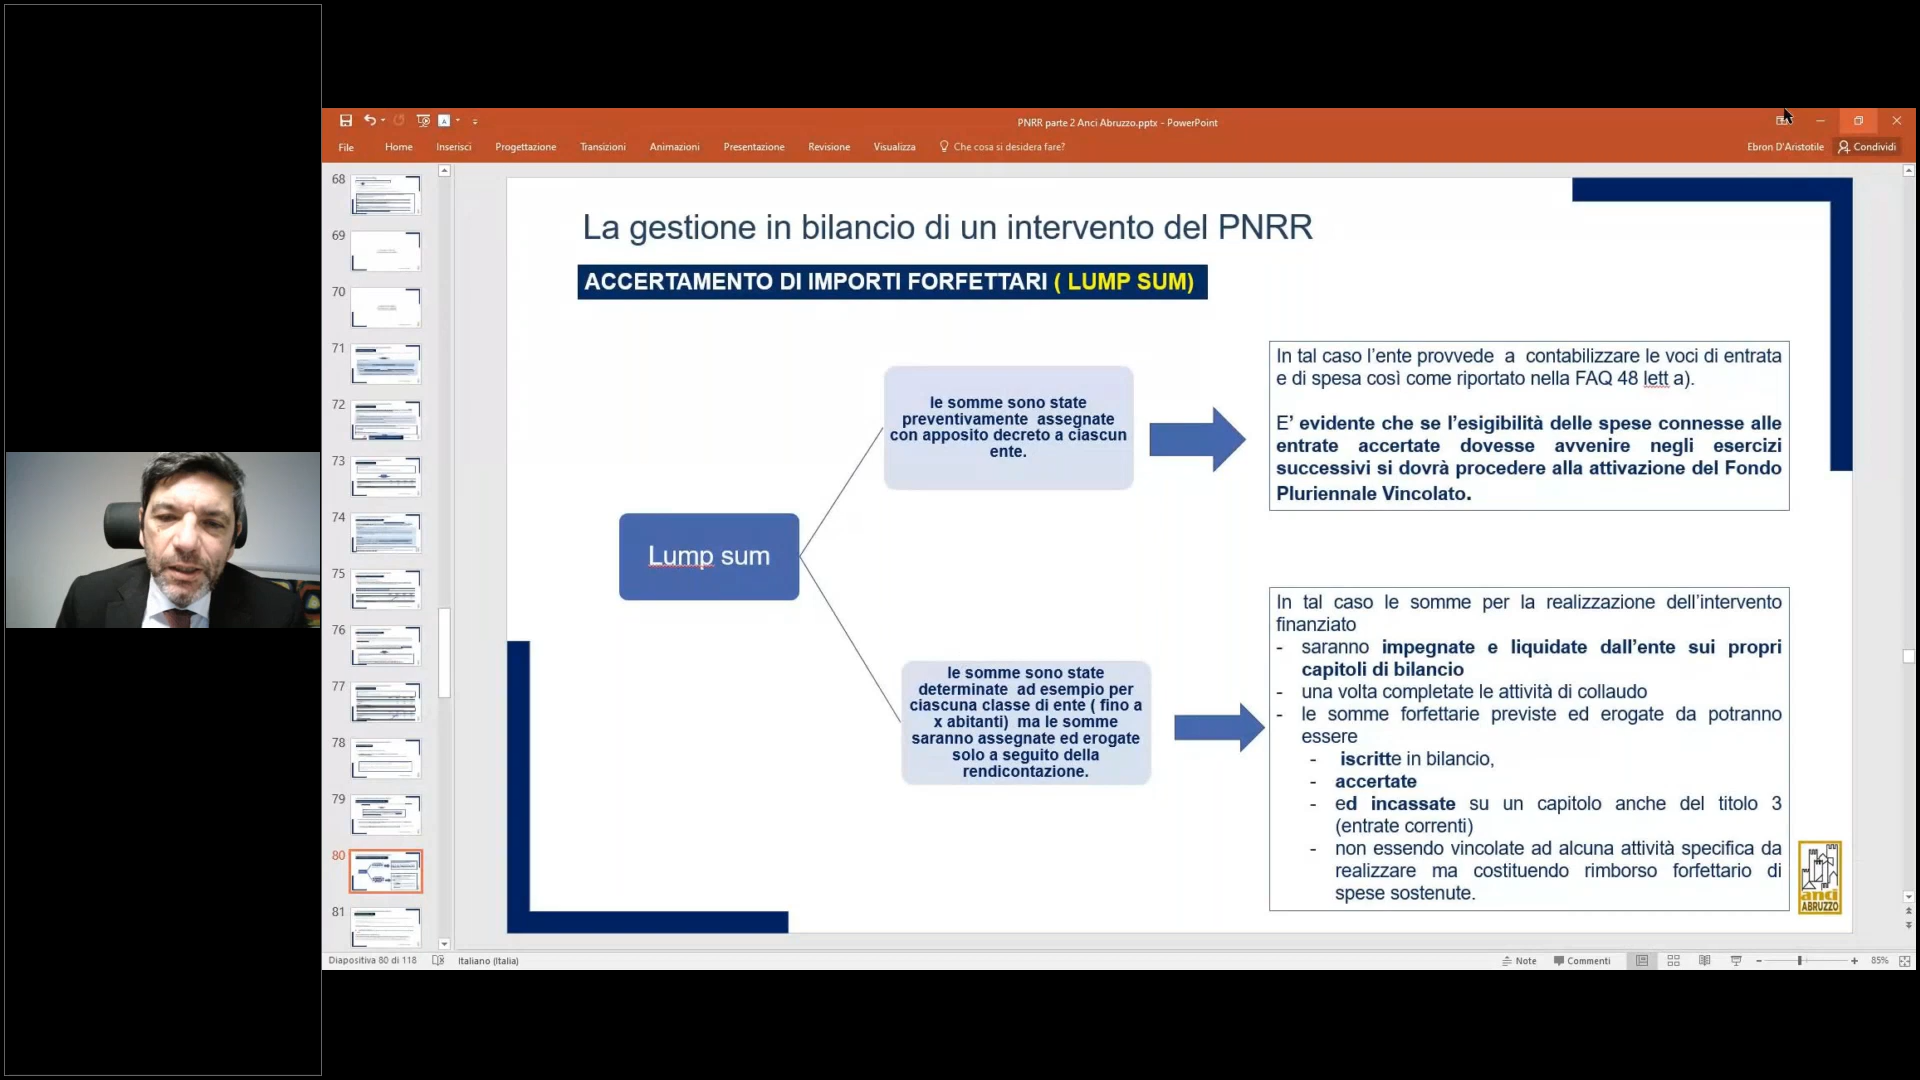 PNRR parte 2 Anci Abruzzo.pptx - PowerPoint
File Home Inserisci Progettazione Transizioni Animazioni Presentazione Revisione Visualizza Che cosa si desidera fare? Ebron D'Aristotile Condividi
68
69
70
71
72
73
74
75
76
77
78
79
80
81
La gestione in bilancio di un intervento del PNRR
ACCERTAMENTO DI IMPORTI FORFETTARI ( LUMP SUM)
Lump sum
le somme sono state
preventivamente assegnate
con apposito decreto a ciascun
ente.
In tal caso l'ente provvede a contabilizzare le voci di entrata
e di spesa così come riportato nella FAQ 48 lett a).
E' evidente che se l'esigibilità delle spese connesse alle
entrate accertate dovesse avvenire negli esercizi
successivi si dovrà procedere alla attivazione del Fondo
Pluriennale Vincolato.
le somme sono state
determinate ad esempio per
ciascuna classe di ente ( fino a
x abitanti) ma le somme
saranno assegnate ed erogate
solo a seguito della
rendicontazione.
In tal caso le somme per la realizzazione dell'intervento
finanziato
- saranno impegnate e liquidate dall'ente sui propri
capitoli di bilancio
- una volta completate le attività di collaudo
- le somme forfettarie previste ed erogate da potranno
essere
- iscritte in bilancio,
- accertate
- ed incassate su un capitolo anche del titolo 3
(entrate correnti)
- non essendo vincolate ad alcuna attività specifica da
realizzare ma costituendo rimborso forfettario di
spese sostenute.
anci
ABRUZZO
Diapositiva 80 di 118 Italiano (Italia) Note Commenti 85%